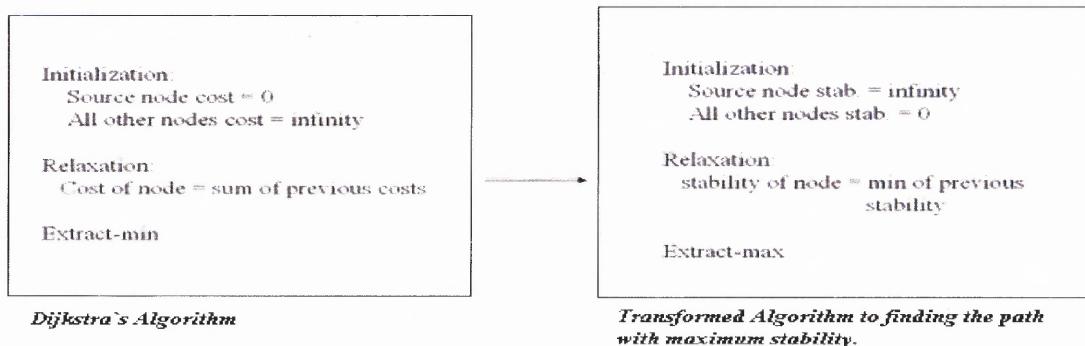 Initialization:
Source node cost = 0
All other nodes cost = infinity
Relaxation:
Cost of node = sum of previous costs
Extract-min
Dijkstra`s Algorithm
Initialization:
Source node stab. = infinity
All other nodes stab. = 0
Relaxation:
stability of node = min of previous
stability
Extract-max
Transformed Algorithm to finding the path
with maximum stability.